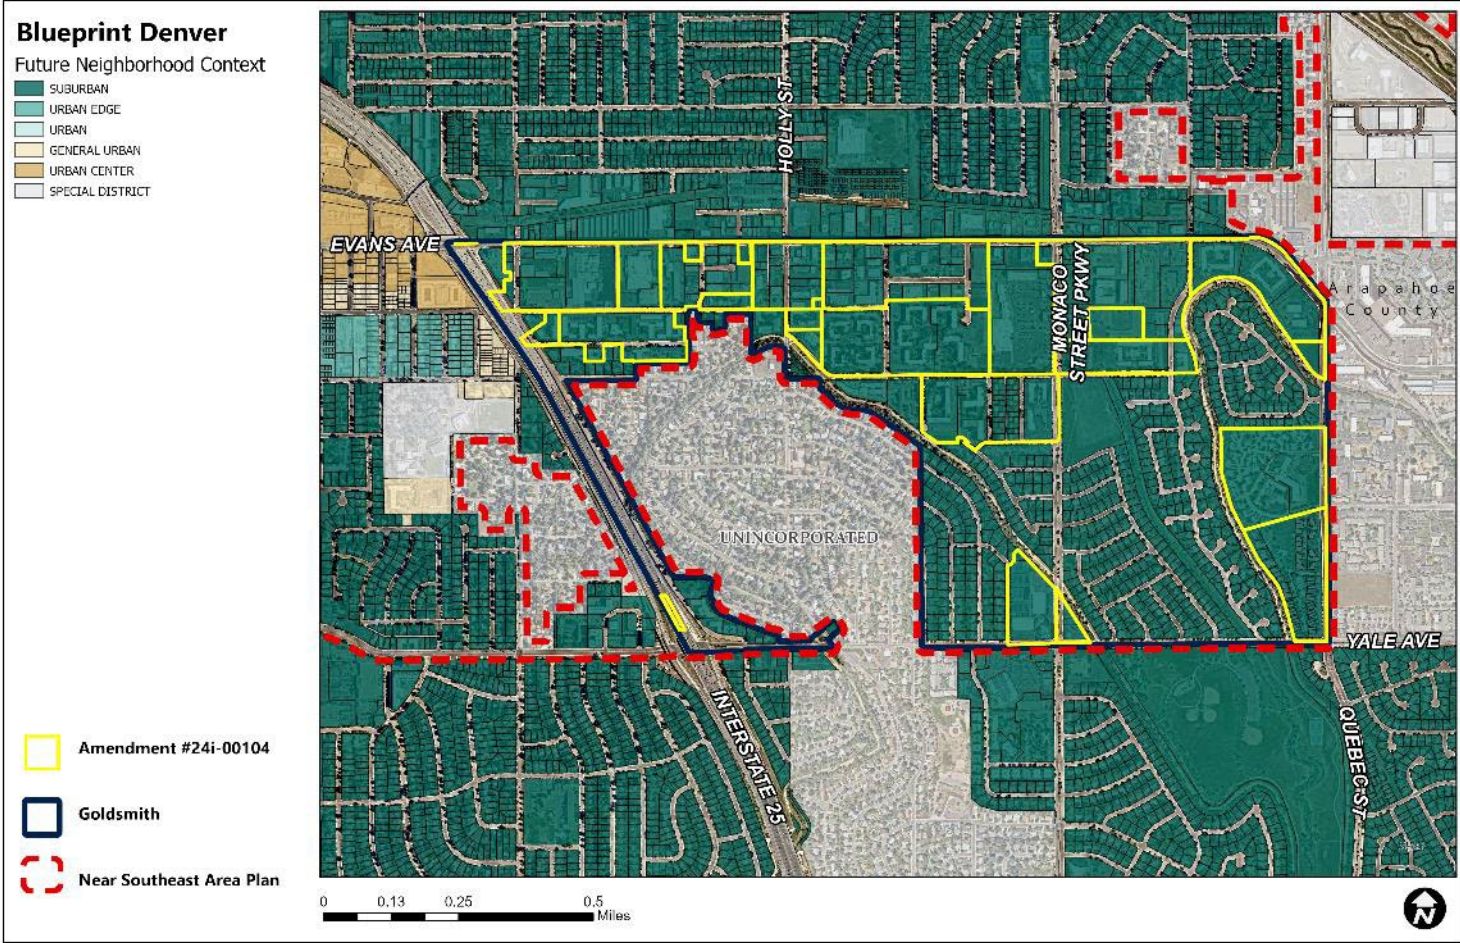 Blueprint Denver
Future Neighborhood Context
SUBURBAN
URBAN EDGE
URBAN
GENERAL URBAN
URBAN CENTER
SPECIAL DISTRICT
HOLLY ST
EVANS AVE
MONACO
STREET PKWY
Arapahoe
County
UNINCORPORATED
YALE AVE
INTERSTATE 25
QUEBEC ST
Amendment #24i-00104
Goldsmith
Near Southeast Area Plan
0 0.13 0.25 0.5
Miles
N